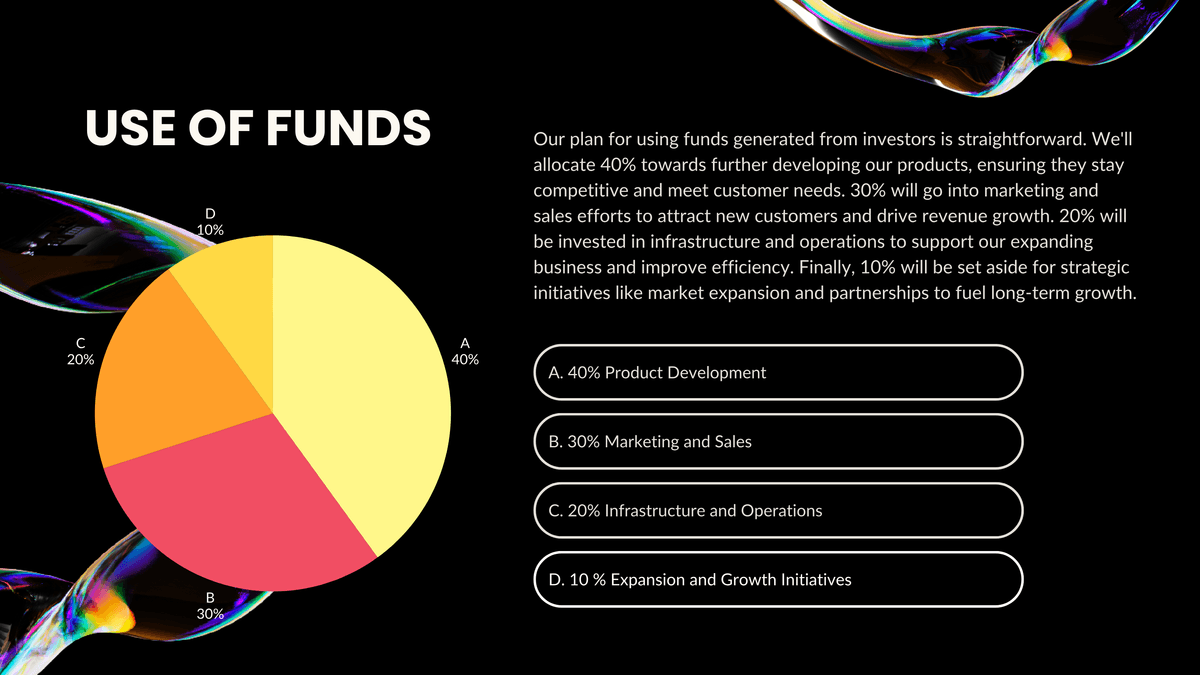 USE OF FUNDS
Our plan for using funds generated from investors is straightforward. We'll
allocate 40% towards further developing our products, ensuring they stay
competitive and meet customer needs. 30% will go into marketing and
sales efforts to attract new customers and drive revenue growth. 20% will
be invested in infrastructure and operations to support our expanding
business and improve efficiency. Finally, 10% will be set aside for strategic
initiatives like market expansion and partnerships to fuel long-term growth.
D
10%
C
20%
A
40%
B
30%
A. 40% Product Development
B. 30% Marketing and Sales
C. 20% Infrastructure and Operations
D. 10 % Expansion and Growth Initiatives